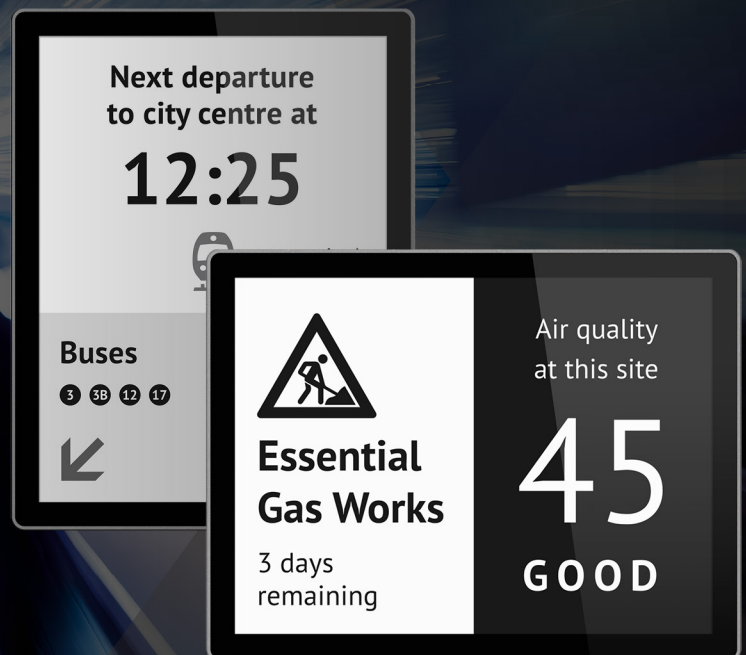 Next departure
to city centre at
12:25
Buses
3 3B 12 17
Essential
Gas Works
3 days
remaining
Air quality
at this site
45
GOOD